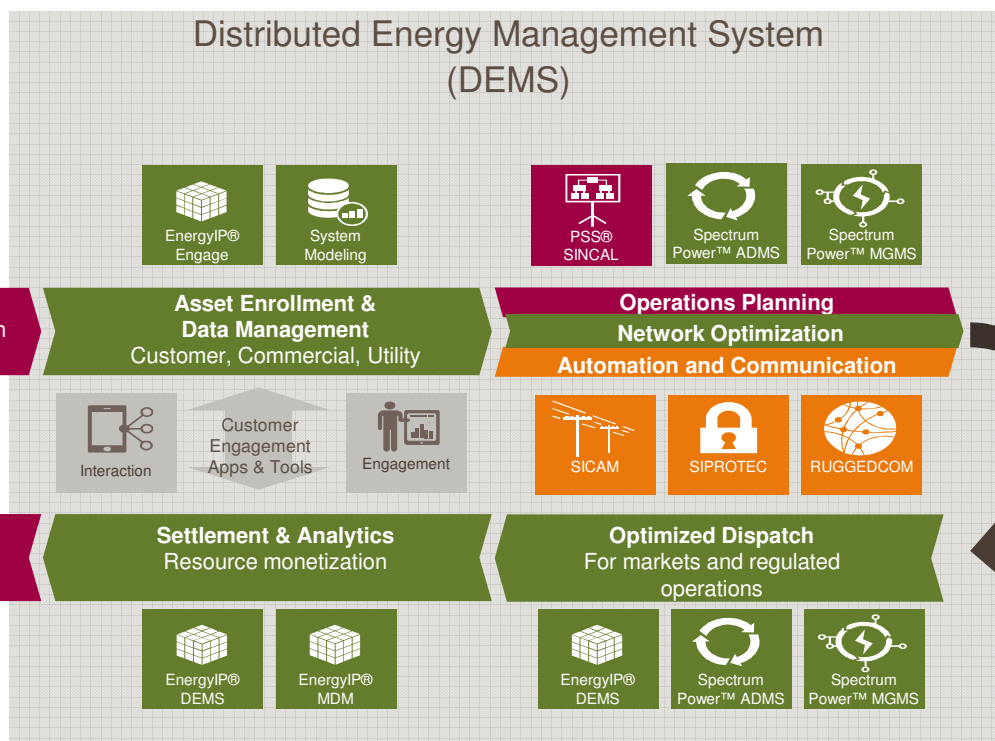 Distributed Energy Management System
(DEMS)
EnergyIP®
Engage
System
Modeling
PSS®
SINCAL
Spectrum
Power™ ADMS
Spectrum
Power™ MGMS
Asset Enrollment &
Data Management
Customer, Commercial, Utility
Operations Planning
Network Optimization
Automation and Communication
Interaction
Customer
Engagement
Apps & Tools
Engagement
SICAM
SIPROTEC
RUGGEDCOM
Settlement & Analytics
Resource monetization
Optimized Dispatch
For markets and regulated
operations
EnergyIP®
DEMS
EnergyIP®
MDM
EnergyIP®
DEMS
Spectrum
Power™ ADMS
Spectrum
Power™ MGMS